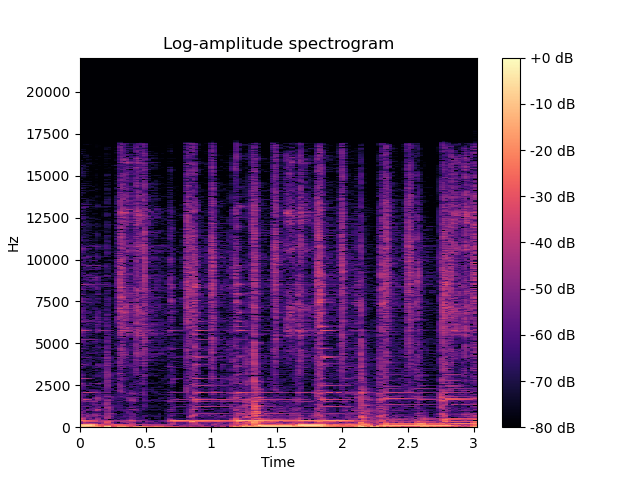 Log-amplitude spectrogram
Hz
20000
17500
15000
12500
10000
7500
5000
2500
0
0 0.5 1 1.5 2 2.5 3
Time
+0 dB
-10 dB
-20 dB
-30 dB
-40 dB
-50 dB
-60 dB
-70 dB
-80 dB